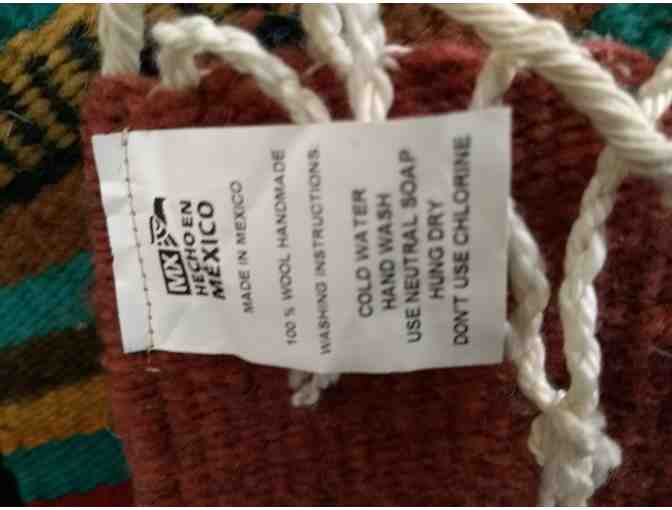 MX
HECHO EN
MÉXICO
MADE IN MEXICO
100 % WOOL HANDMADE
WASHING INSTRUCTIONS
COLD WATER
HAND WASH
USE NEUTRAL SOAP
HUNG DRY
DON'T USE CHLORINE